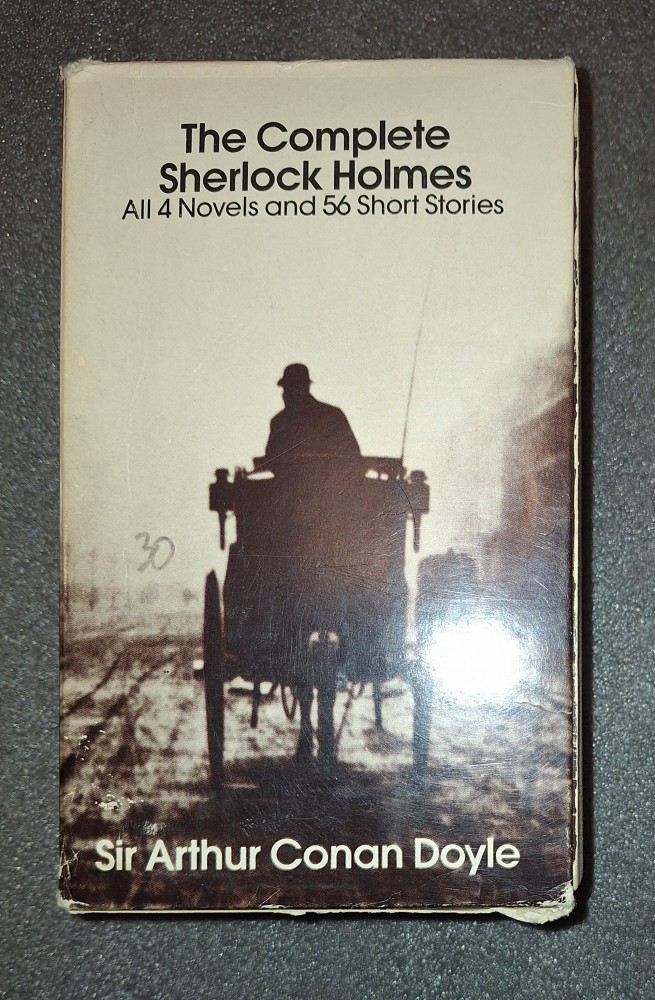 The Complete
Sherlock Holmes
All 4 Novels and 56 Short Stories
30
Sir Arthur Conan Doyle